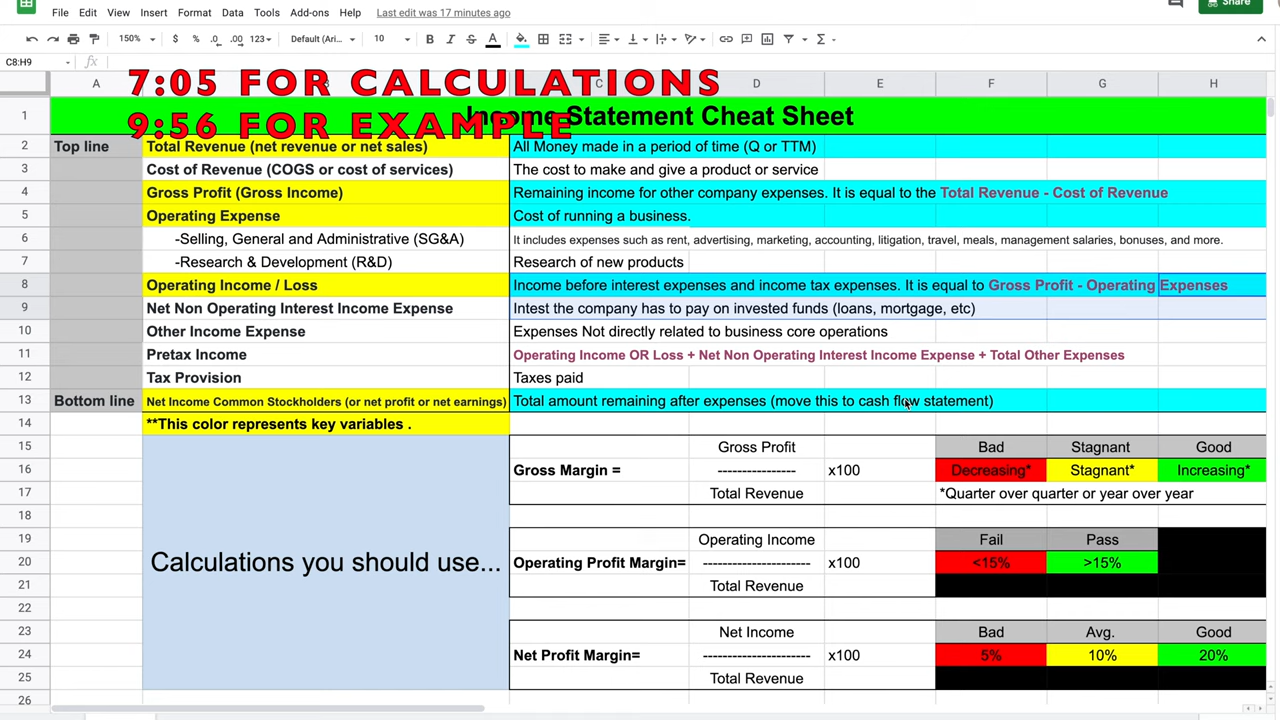 File Edit View Insert Format Data Tools Add-ons Help Last edit was 17 minutes ago Share
150% $ % .0 .00 123 Default (Ari... 10 B I S A
C8:H9 fx
7:05 FOR CALCULATIONS
9:56 FOR EXAMPLE
A C D E F G H
1 Income Statement Cheat Sheet
2 Top line Total Revenue (net revenue or net sales) All Money made in a period of time (Q or TTM)
3 Cost of Revenue (COGS or cost of services) The cost to make and give a product or service
4 Gross Profit (Gross Income) Remaining income for other company expenses. It is equal to the Total Revenue - Cost of Revenue
5 Operating Expense Cost of running a business.
6 -Selling, General and Administrative (SG&A) It includes expenses such as rent, advertising, marketing, accounting, litigation, travel, meals, management salaries, bonuses, and more.
7 -Research & Development (R&D) Research of new products
8 Operating Income / Loss Income before interest expenses and income tax expenses. It is equal to Gross Profit - Operating Expenses
9 Net Non Operating Interest Income Expense Intest the company has to pay on invested funds (loans, mortgage, etc)
10 Other Income Expense Expenses Not directly related to business core operations
11 Pretax Income Operating Income OR Loss + Net Non Operating Interest Income Expense + Total Other Expenses
12 Tax Provision Taxes paid
13 Bottom line Net Income Common Stockholders (or net profit or net earnings) Total amount remaining after expenses (move this to cash flow statement)
14 **This color represents key variables .
15 Gross Profit Bad Stagnant Good
16 Gross Margin = ---------------- x100 Decreasing* Stagnant* Increasing*
17 Total Revenue *Quarter over quarter or year over year
18
19 Operating Income Fail Pass
20 Calculations you should use... Operating Profit Margin= ---------------------- x100 <15% >15%
21 Total Revenue
22
23 Net Income Bad Avg. Good
24 Net Profit Margin= ---------------------- x100 5% 10% 20%
25 Total Revenue
26